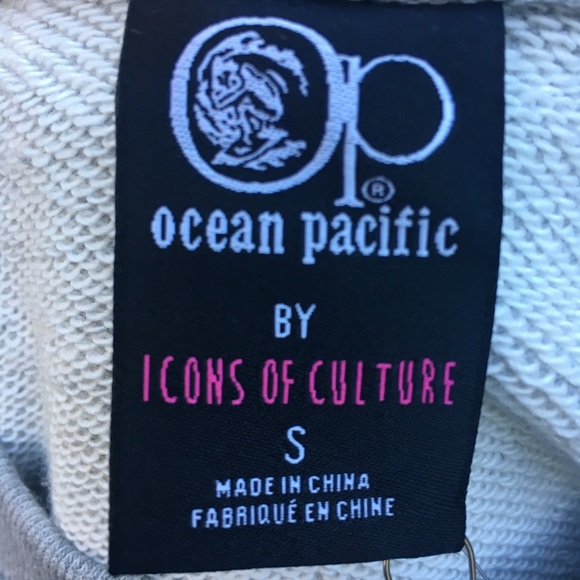 Op®
ocean pacific
BY
ICONS OF CULTURE
S
MADE IN CHINA
FABRIQUÉ EN CHINE